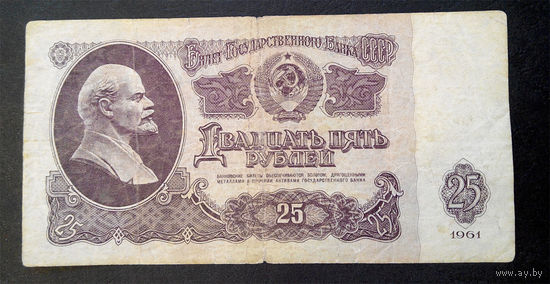 Билет Государственного Банка СССР
Двадцать пять
рублей
БАНКОВСКИЕ БИЛЕТЫ ОБЕСПЕЧИВАЮТСЯ ЗОЛОТОМ, ДРАГОЦЕННЫМИ
МЕТАЛЛАМИ И ПРОЧИМИ АКТИВАМИ ГОСУДАРСТВЕННОГО БАНКА
25
25
25
25
1961
www.ay.by